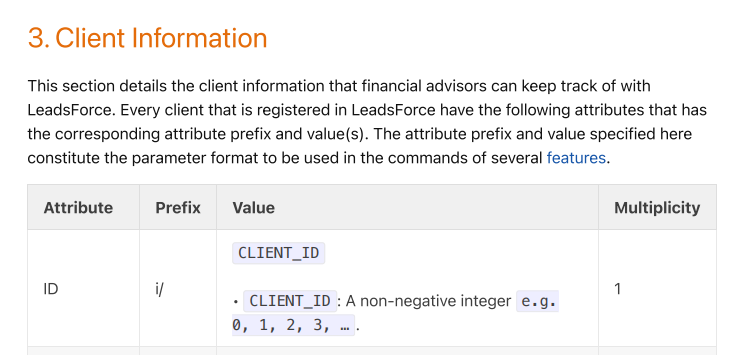 3. Client Information
This section details the client information that financial advisors can keep track of with
LeadsForce. Every client that is registered in LeadsForce have the following attributes that has
the corresponding attribute prefix and value(s). The attribute prefix and value specified here
constitute the parameter format to be used in the commands of several features.
Attribute Prefix Value Multiplicity
CLIENT_ID
ID i/ 1
• CLIENT_ID: A non-negative integer e.g.
0, 1, 2, 3, ….